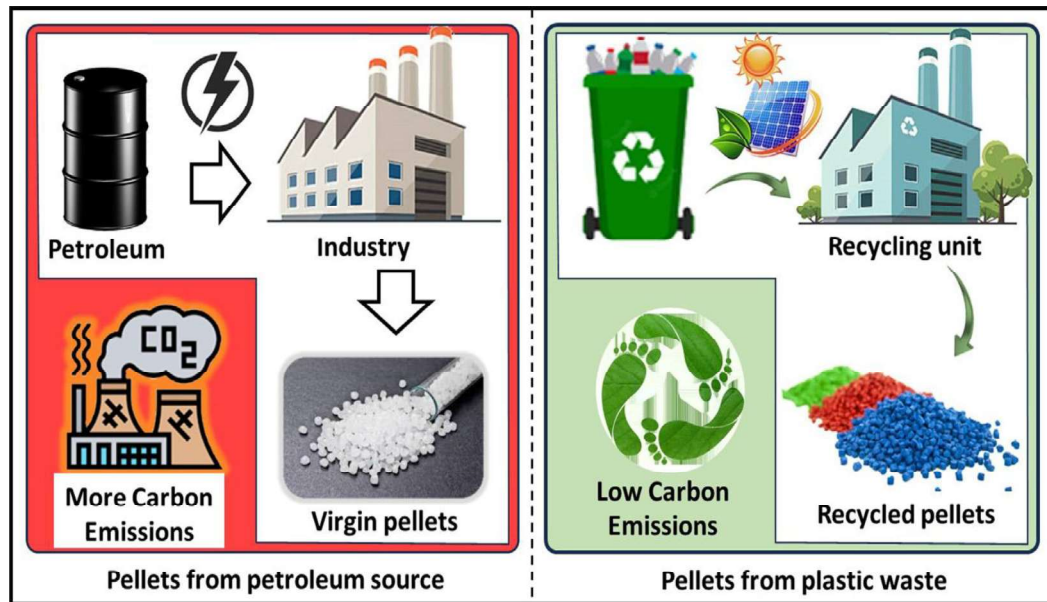 Petroleum
Industry
CO2
More Carbon
Emissions
Virgin pellets
Pellets from petroleum source
Recycling unit
Low Carbon
Emissions
Recycled pellets
Pellets from plastic waste